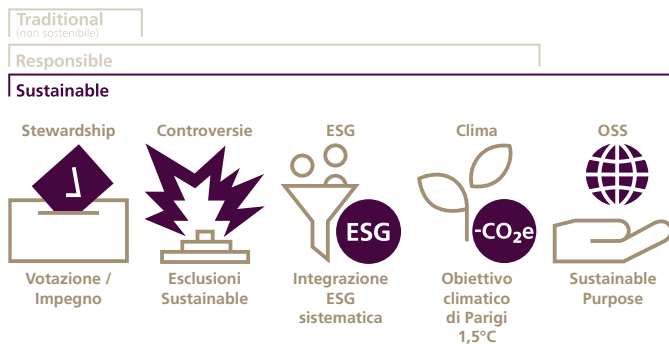 Traditional
(non sostenibile)
Responsible
Sustainable
Stewardship
Controversie
ESG
Clima
OSS
ESG
-CO₂e
Votazione /
Impegno
Esclusioni
Sustainable
Integrazione
ESG
sistematica
Obiettivo
climatico
di Parigi
1,5°C
Sustainable
Purpose